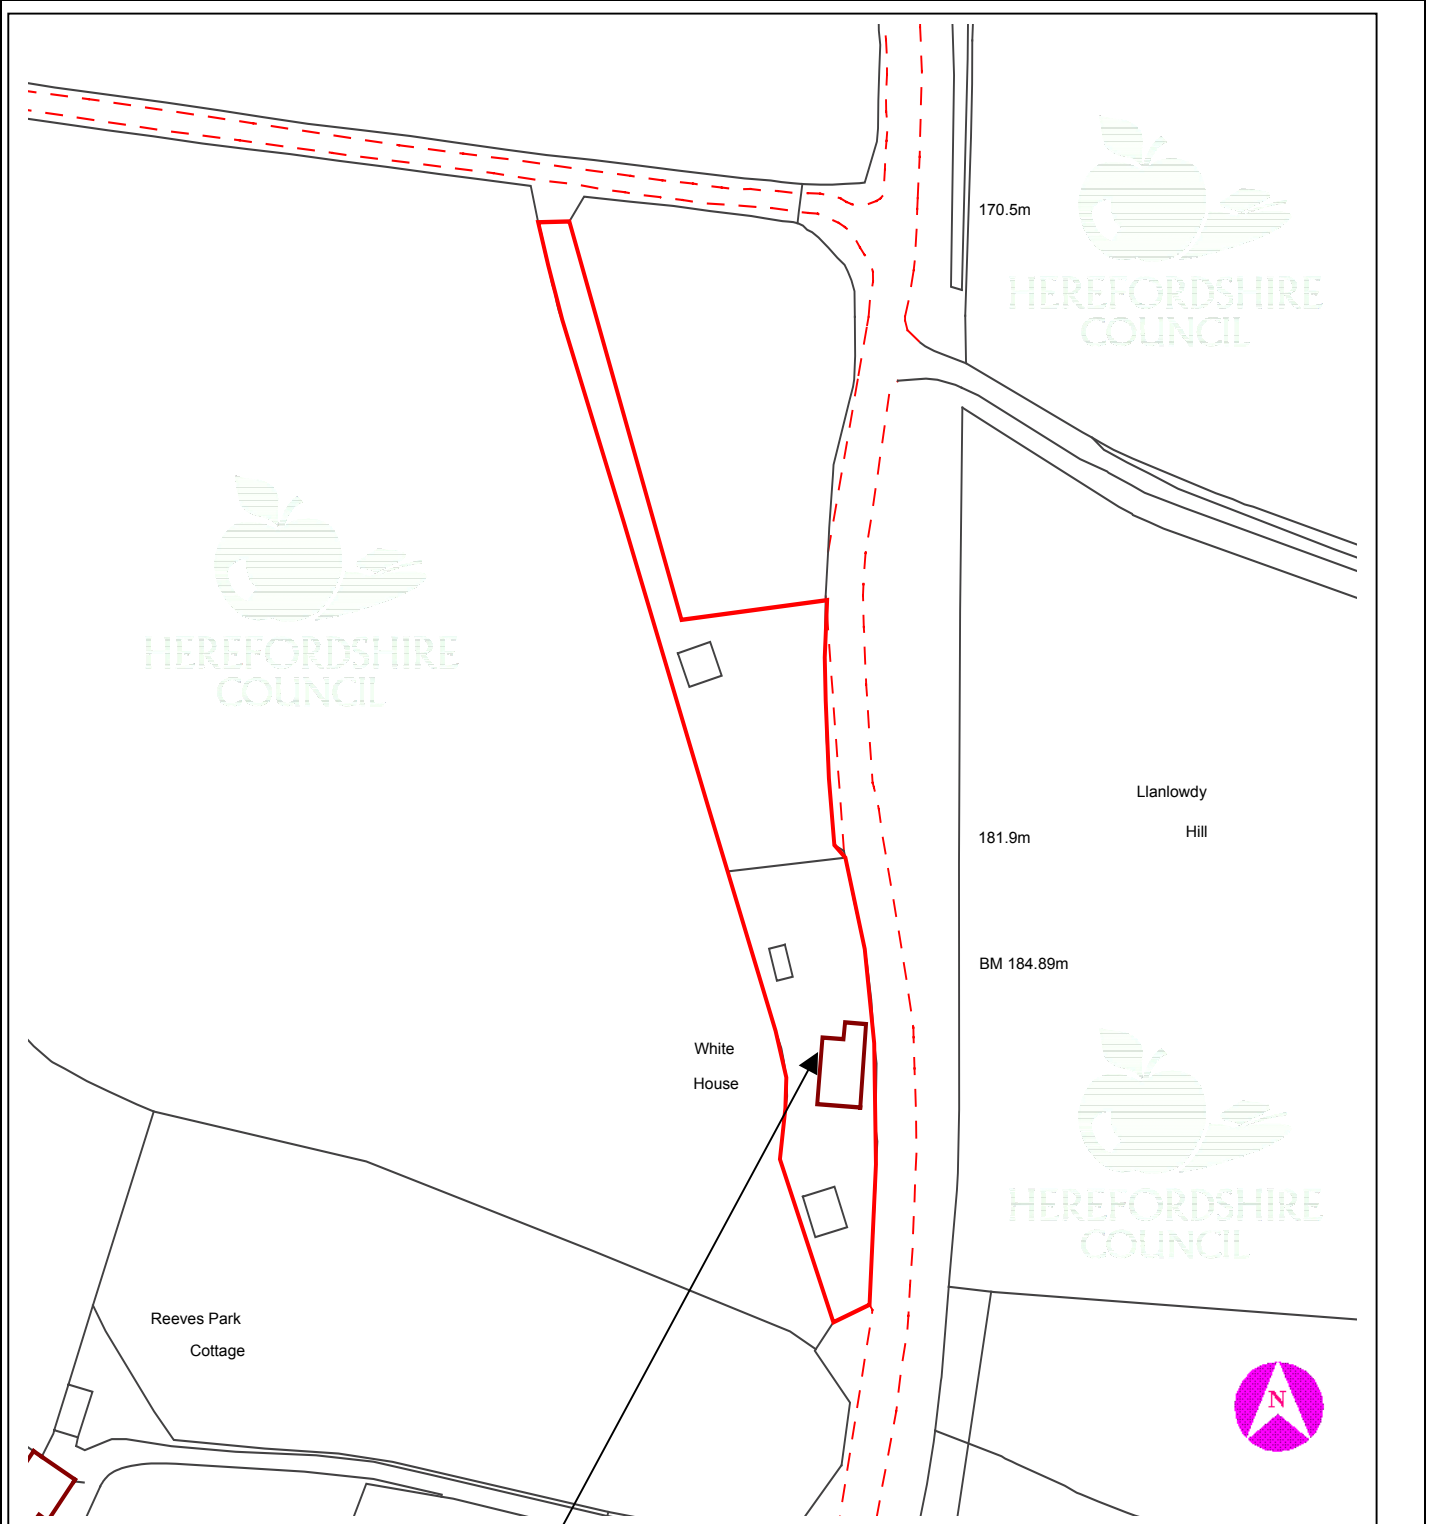 170.5m
HEREFORDSHIRE
COUNCIL
HEREFORDSHIRE
COUNCIL
Llanlowdy
Hill
181.9m
BM 184.89m
White
House
HEREFORDSHIRE
COUNCIL
Reeves Park
Cottage
N